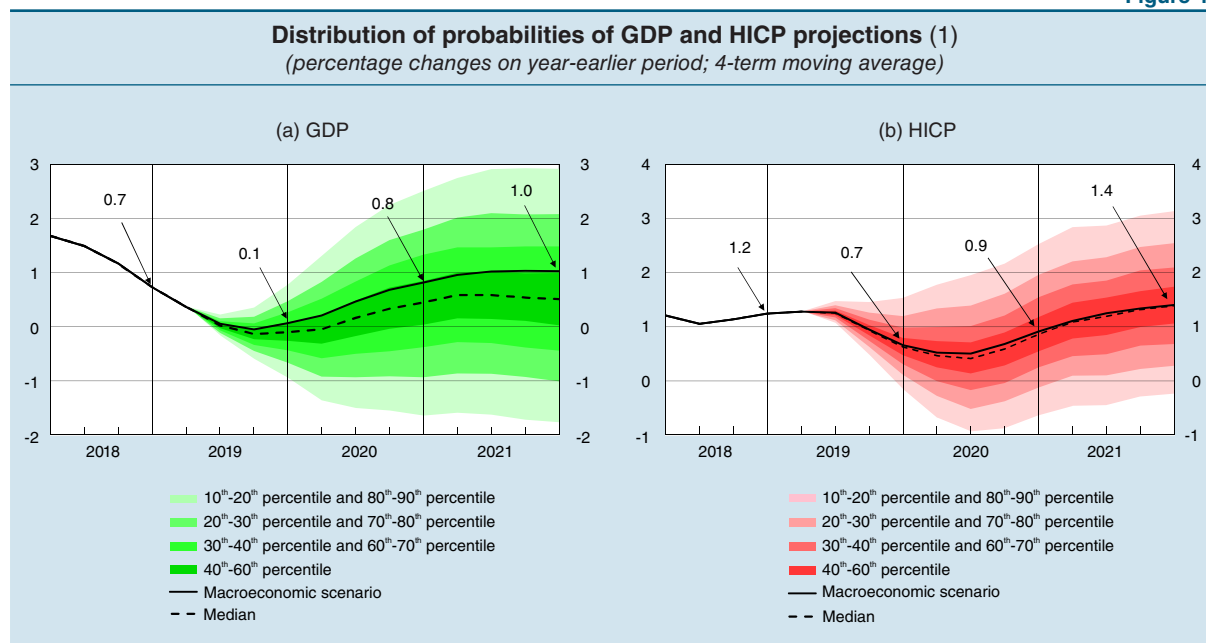 Distribution of probabilities of GDP and HICP projections (1)
(percentage changes on year-earlier period; 4-term moving average)
(a) GDP
3
2
1
0
-1
-2
3
2
1
0
-1
-2
0.7
0.1
0.8
1.0
2018
2019
2020
2021
10th-20th percentile and 80th-90th percentile
20th-30th percentile and 70th-80th percentile
30th-40th percentile and 60th-70th percentile
40th-60th percentile
Macroeconomic scenario
Median
(b) HICP
4
3
2
1
0
-1
4
3
2
1
0
-1
1.2
0.7
0.9
1.4
2018
2019
2020
2021
10th-20th percentile and 80th-90th percentile
20th-30th percentile and 70th-80th percentile
30th-40th percentile and 60th-70th percentile
40th-60th percentile
Macroeconomic scenario
Median